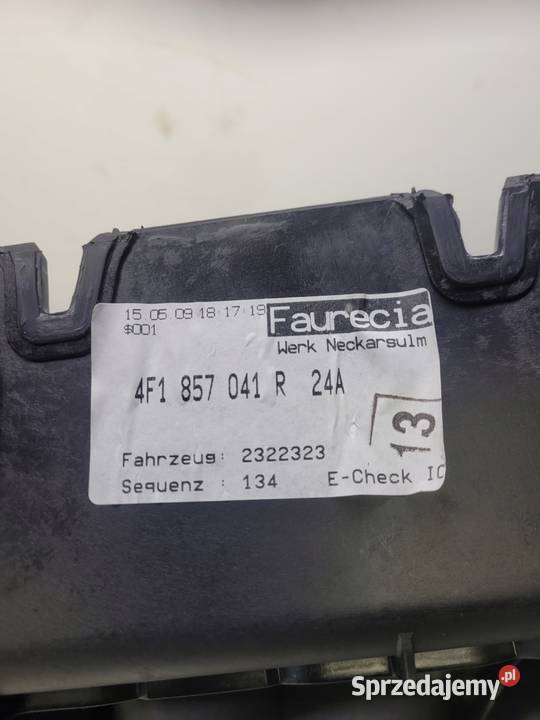 15.05.09 18:17:19
$001
Faurecia
Werk Neckarsulm
4F1 857 041 R 24A
13
Fahrzeug: 2322323
Sequenz : 134
E-Check IO
Sprzedajemy.pl